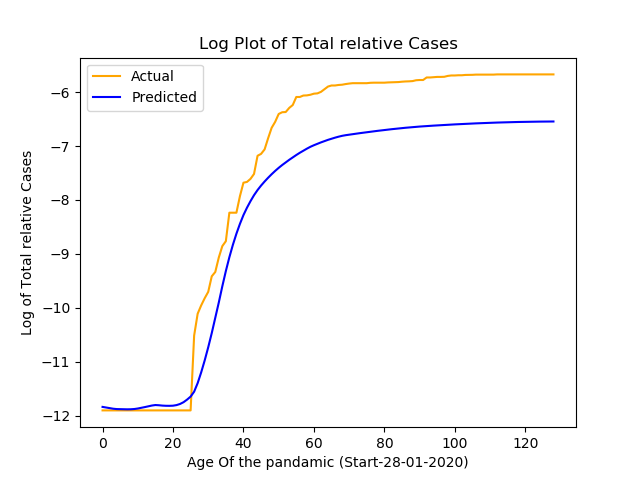 Log Plot of Total relative Cases
Actual
Predicted
Log of Total relative Cases
−6
−7
−8
−9
−10
−11
−12
0 20 40 60 80 100 120
Age Of the pandamic (Start-28-01-2020)